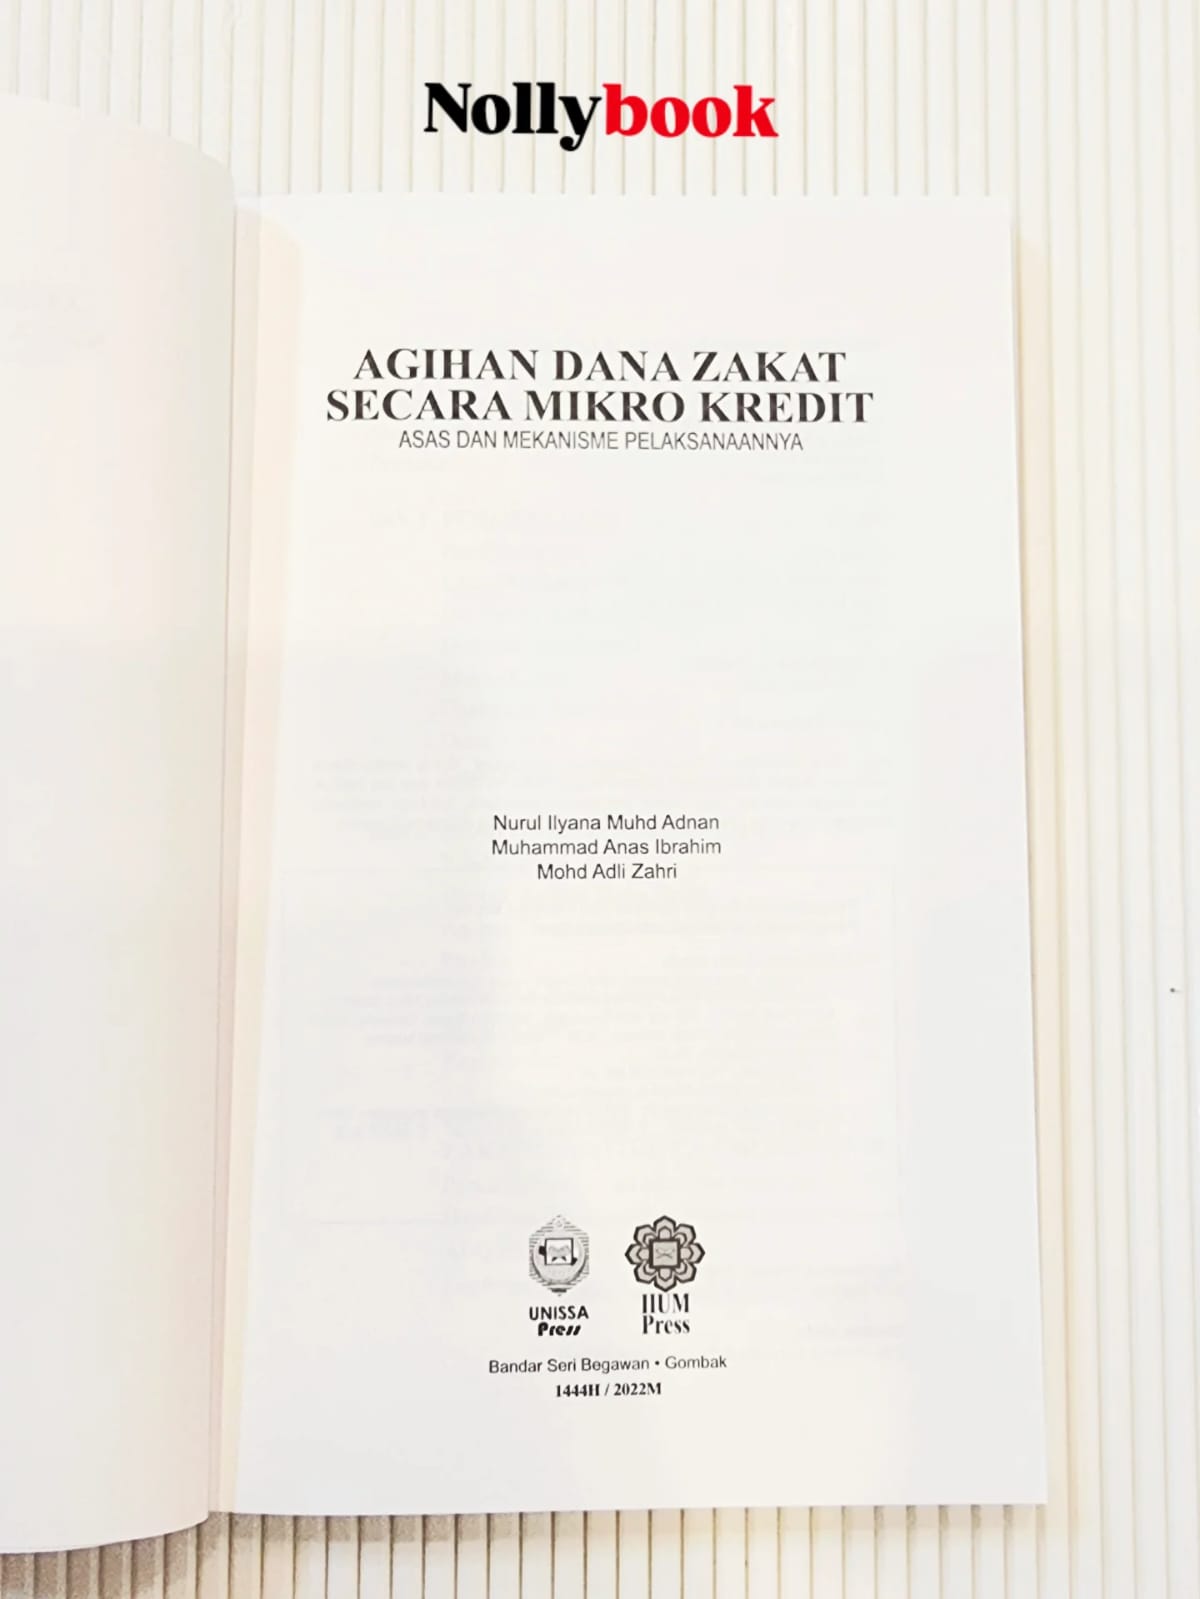 Nollybook
AGIHAN DANA ZAKAT
SECARA MIKRO KREDIT
ASAS DAN MEKANISME PELAKSANAANNYA
Nurul Ilyana Muhd Adnan
Muhammad Anas Ibrahim
Mohd Adli Zahri
UNISSA
Press
IIUM
Press
Bandar Seri Begawan • Gombak
1444H / 2022M